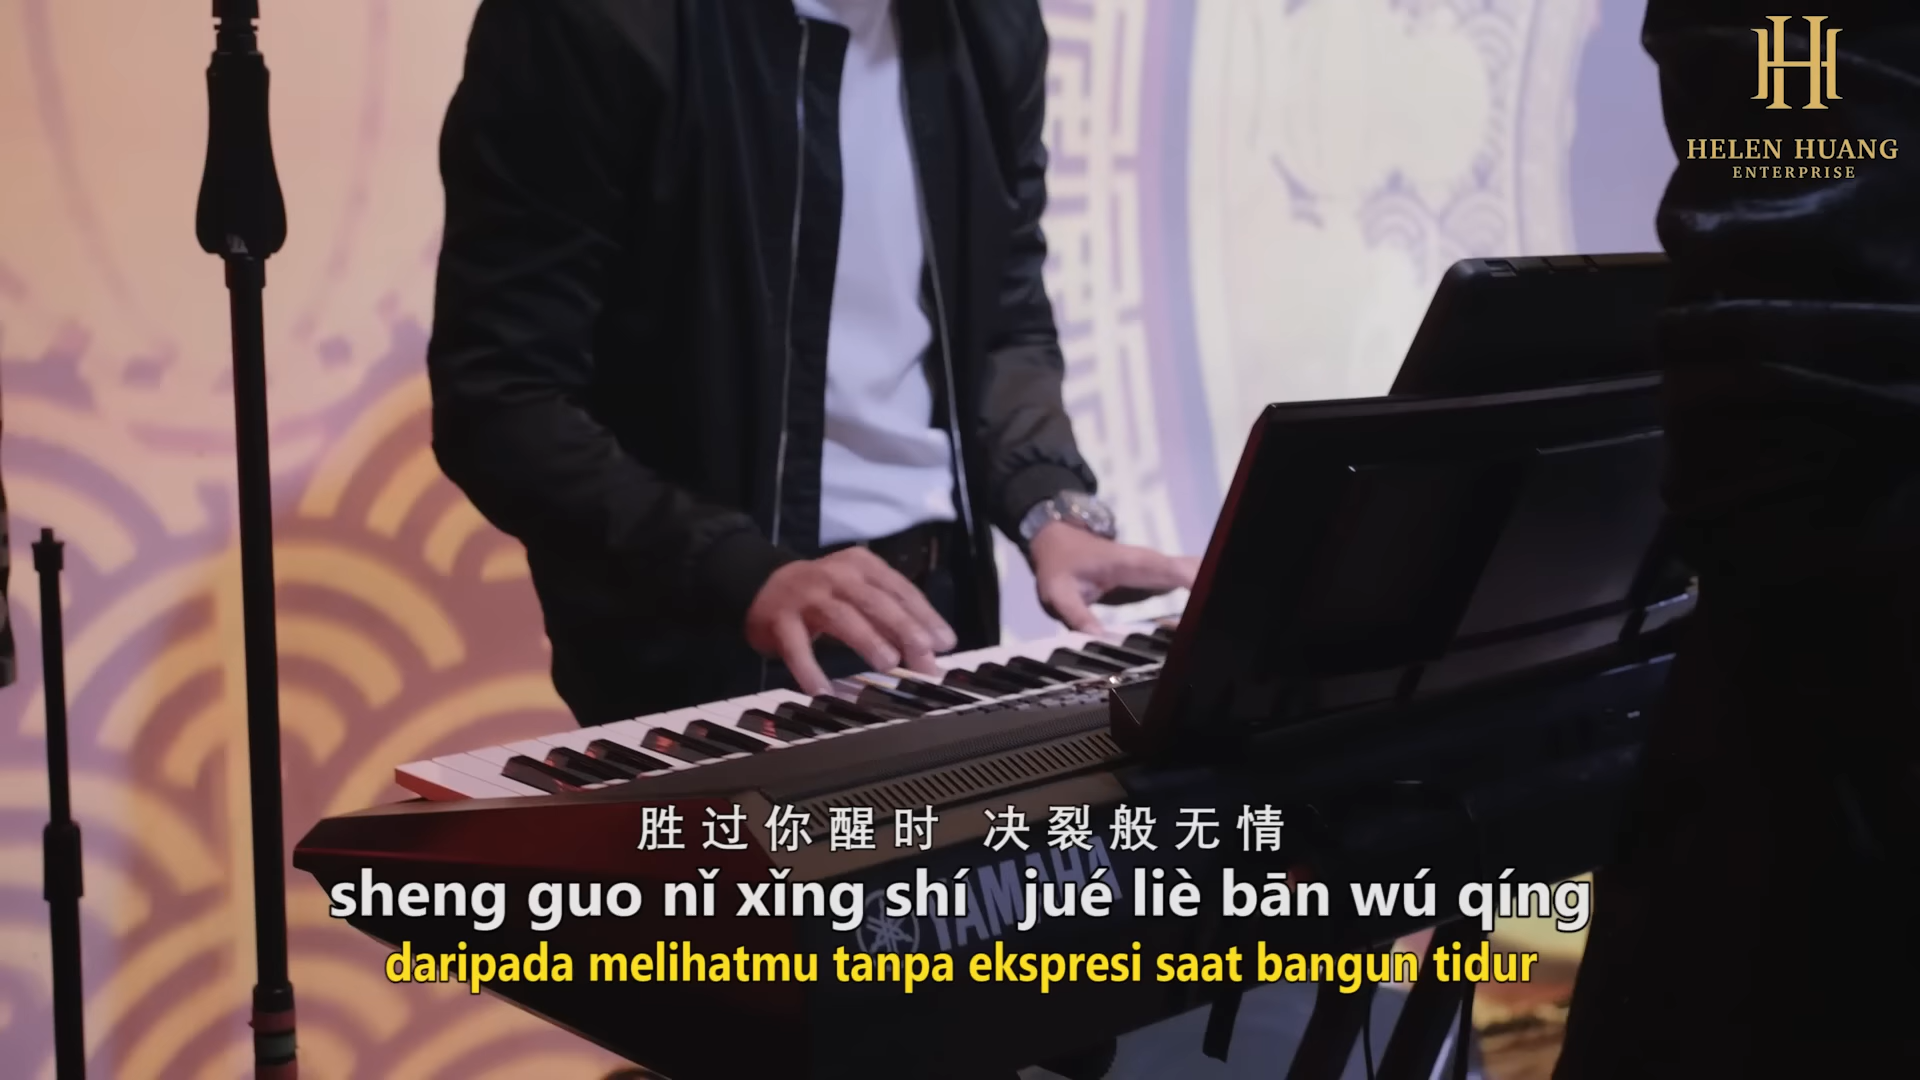 HELEN HUANG
ENTERPRISE
胜过你醒时 决裂般无情
sheng guo nǐ xǐng shí jué liè bān wú qíng
YAMAHA
daripada melihatmu tanpa ekspresi saat bangun tidur